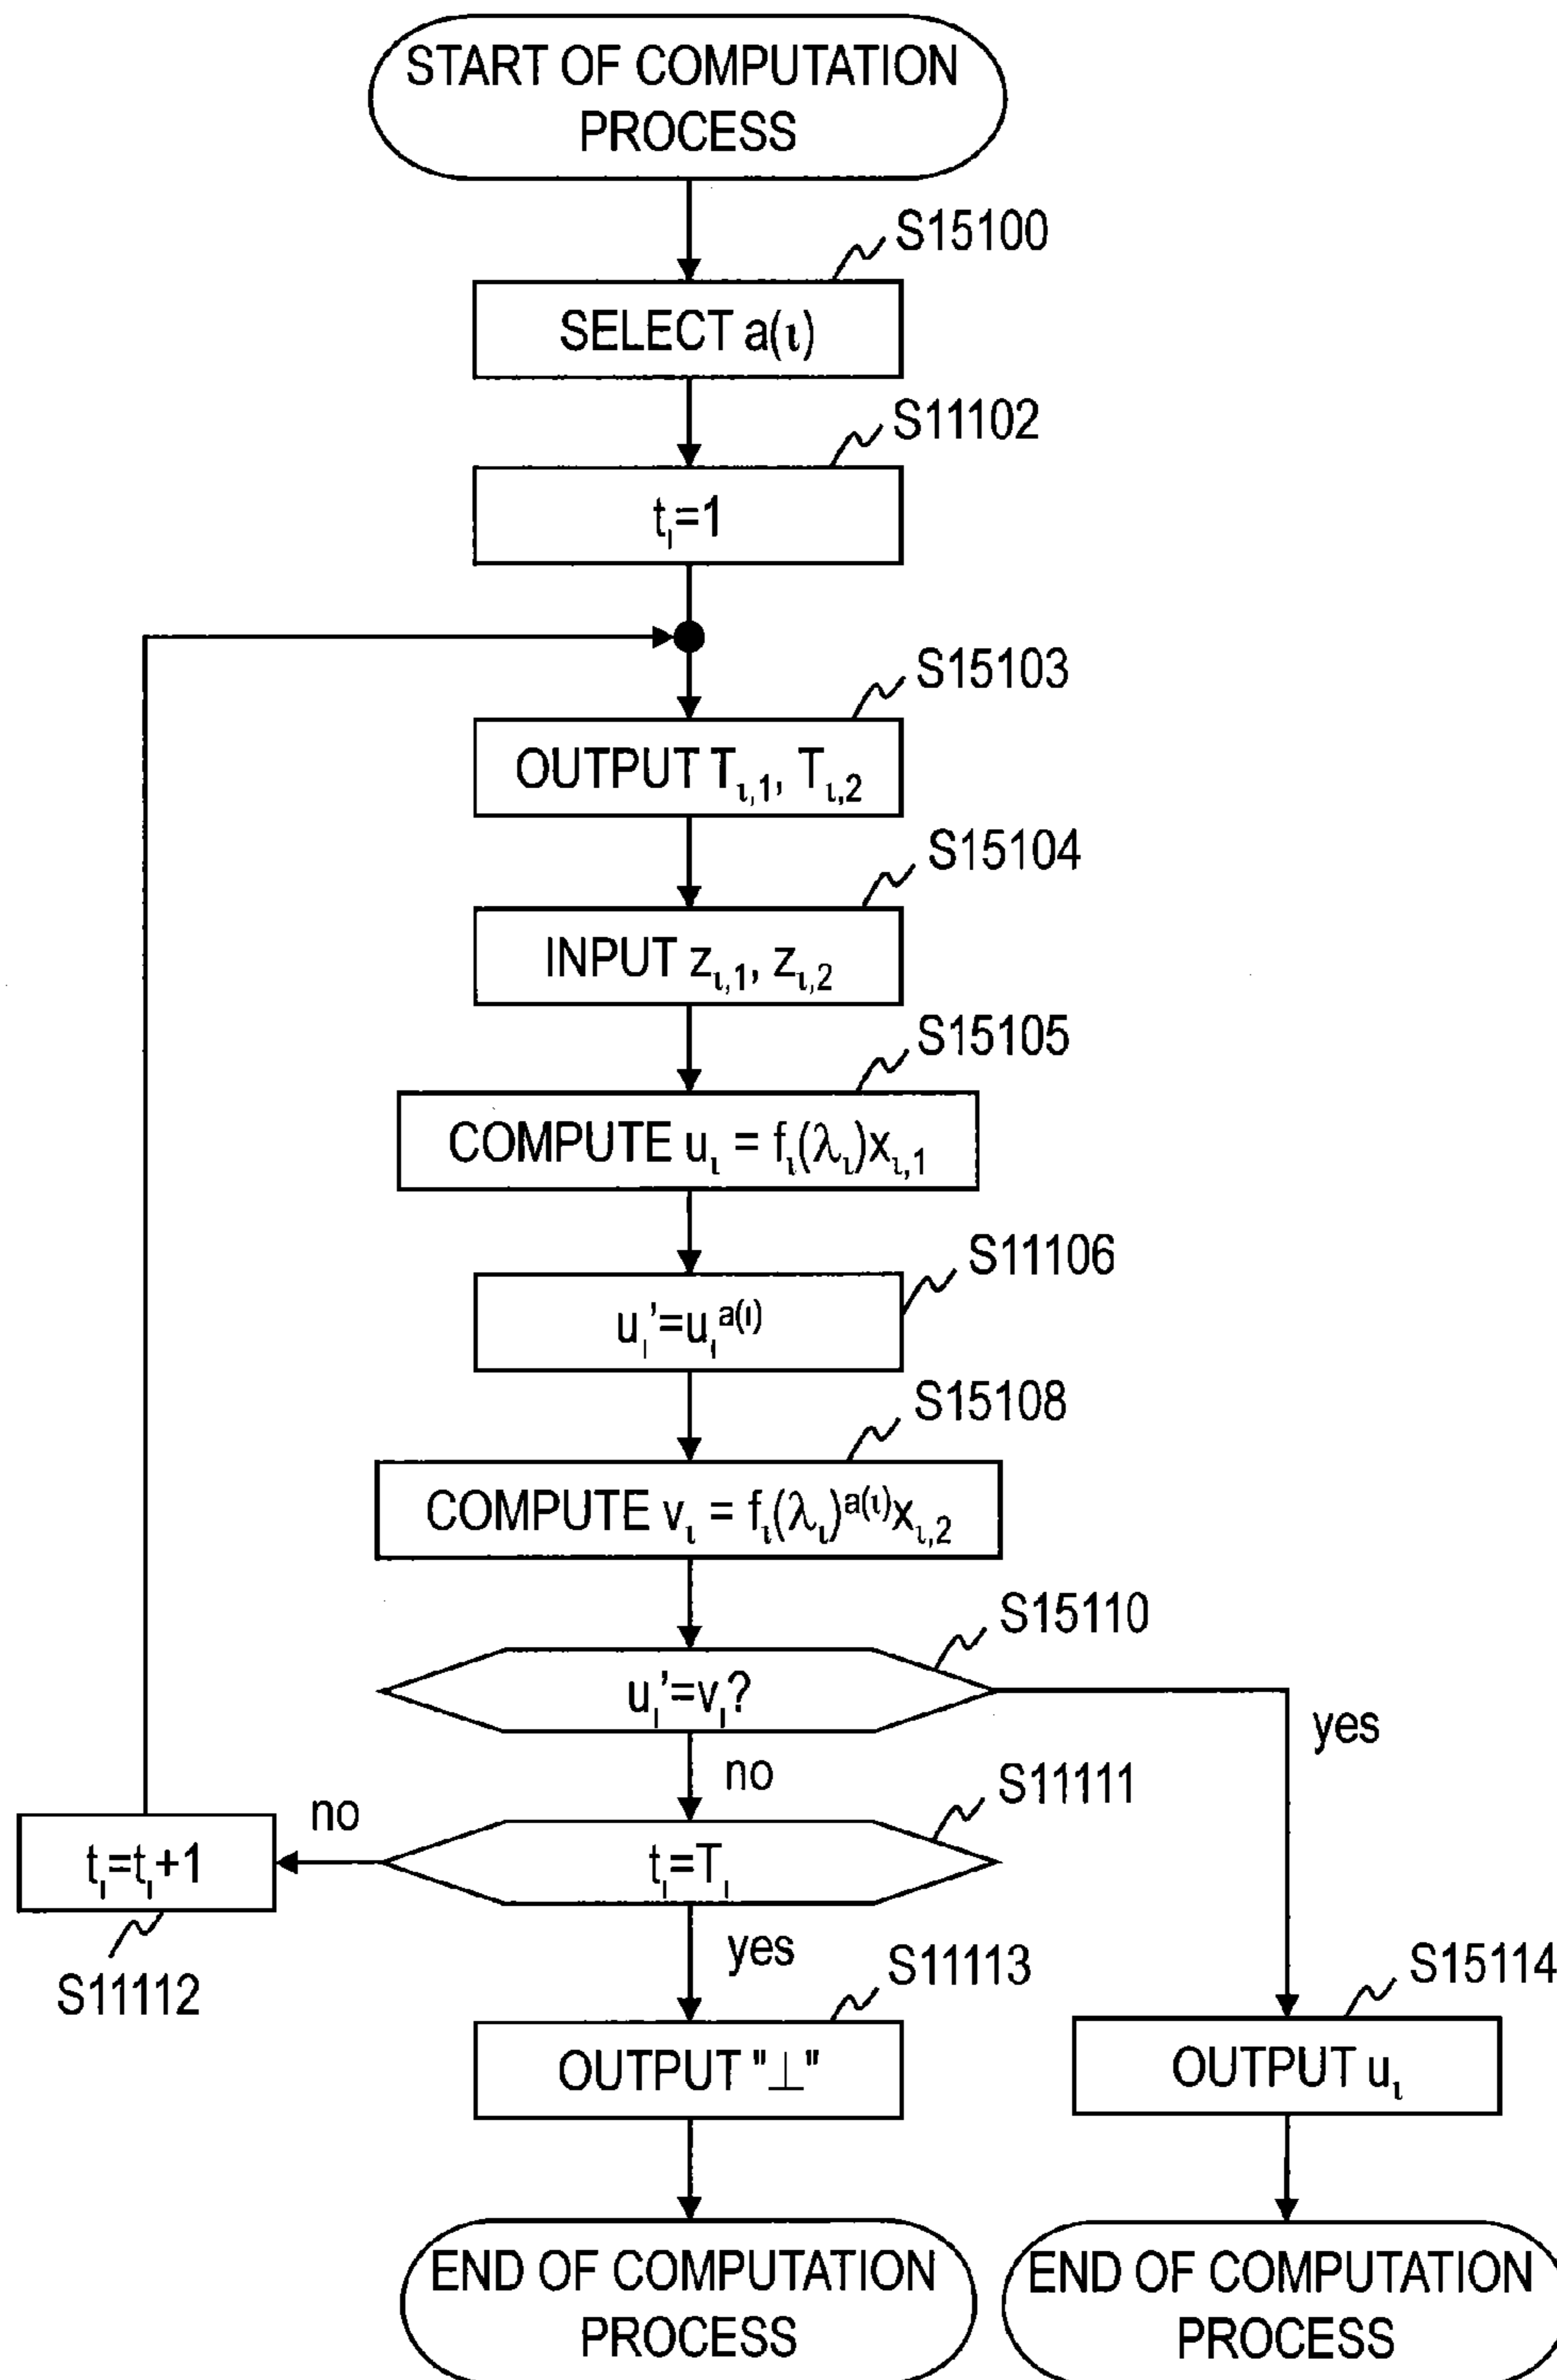 START OF COMPUTATION
PROCESS
S15100
SELECT a(ι)
S11102
tι=1
S15103
OUTPUT Tι,1, Tι,2
S15104
INPUT zι,1, zι,2
S15105
COMPUTE uι = fι(λι)xι,1
S11106
uι'=uι^a(ι)
S15108
COMPUTE vι = fι(λι)^a(ι)xι,2
S15110
uι'=vι?
yes
no
S11111
tι=Tι
no
tι=tι+1
S11112
yes
S11113
OUTPUT "⊥"
S15114
OUTPUT uι
END OF COMPUTATION
PROCESS
END OF COMPUTATION
PROCESS